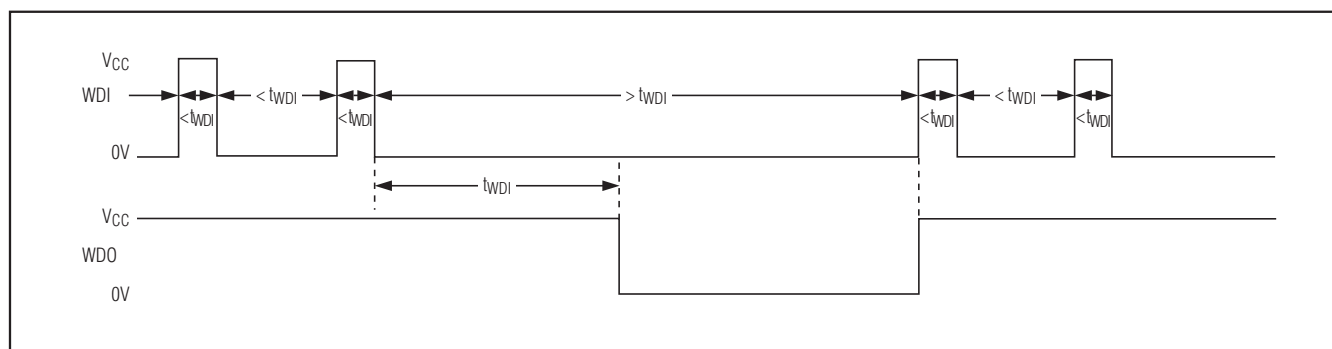 VCC
WDI
< tWDI
> tWDI
< tWDI
<tWDI
<tWDI
<tWDI
<tWDI
0V
tWDI
VCC
WDO
0V